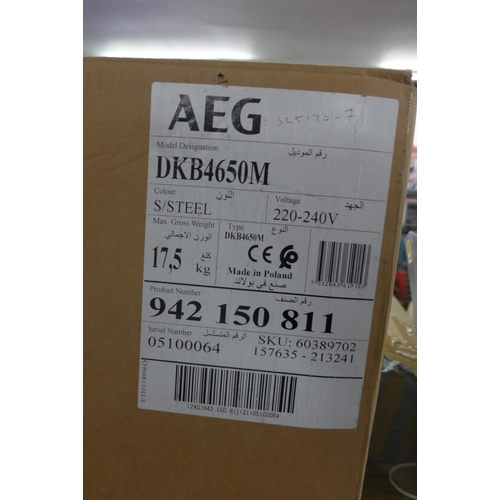 AEG
Model Designation رقم الموديل
DKB4650M
Colour اللون Voltage الجهد
S/STEEL 220-240V
Max. Gross Weight الوزن الاجمالي
17,5 كلغ kg
Type النوع
DKB4650M
CE
Made in Poland
صنع في بولاند
Product Number رقم الصنف
942 150 811
Serial Number الرقم المتسلسل
05100064
SKU: 60389702
157635 - 213241